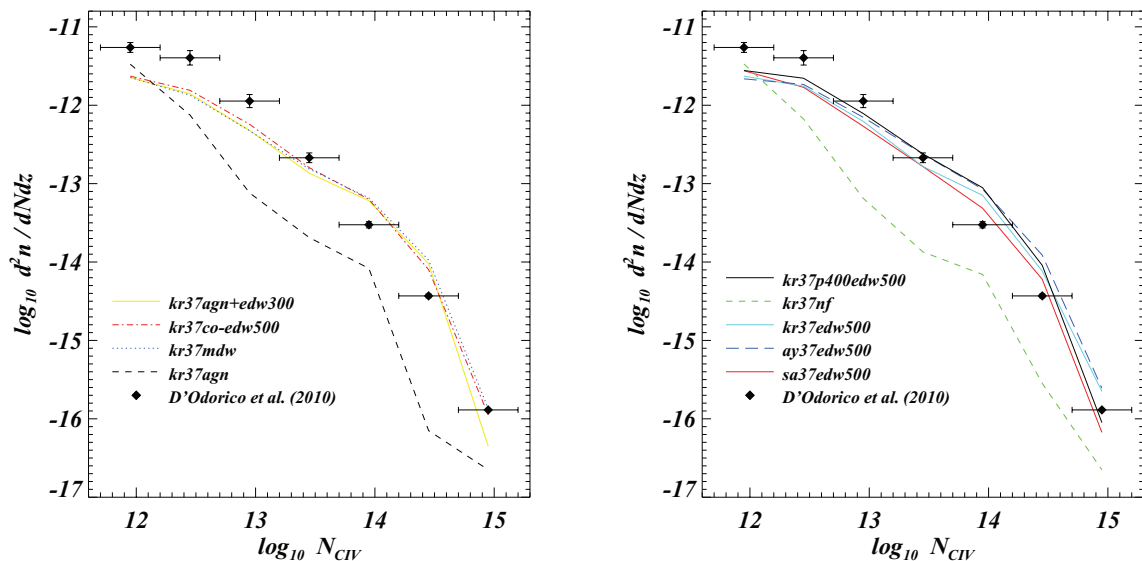 -11
-12
-13
-14
-15
-16
-17
log10 d2n / dNdz
kr37agn+edw300
kr37co-edw500
kr37mdw
kr37agn
D'Odorico et al. (2010)
12 13 14 15
log10 NCIV
-11
-12
-13
-14
-15
-16
-17
log10 d2n / dNdz
kr37p400edw500
kr37nf
kr37edw500
ay37edw500
sa37edw500
D'Odorico et al. (2010)
12 13 14 15
log10 NCIV